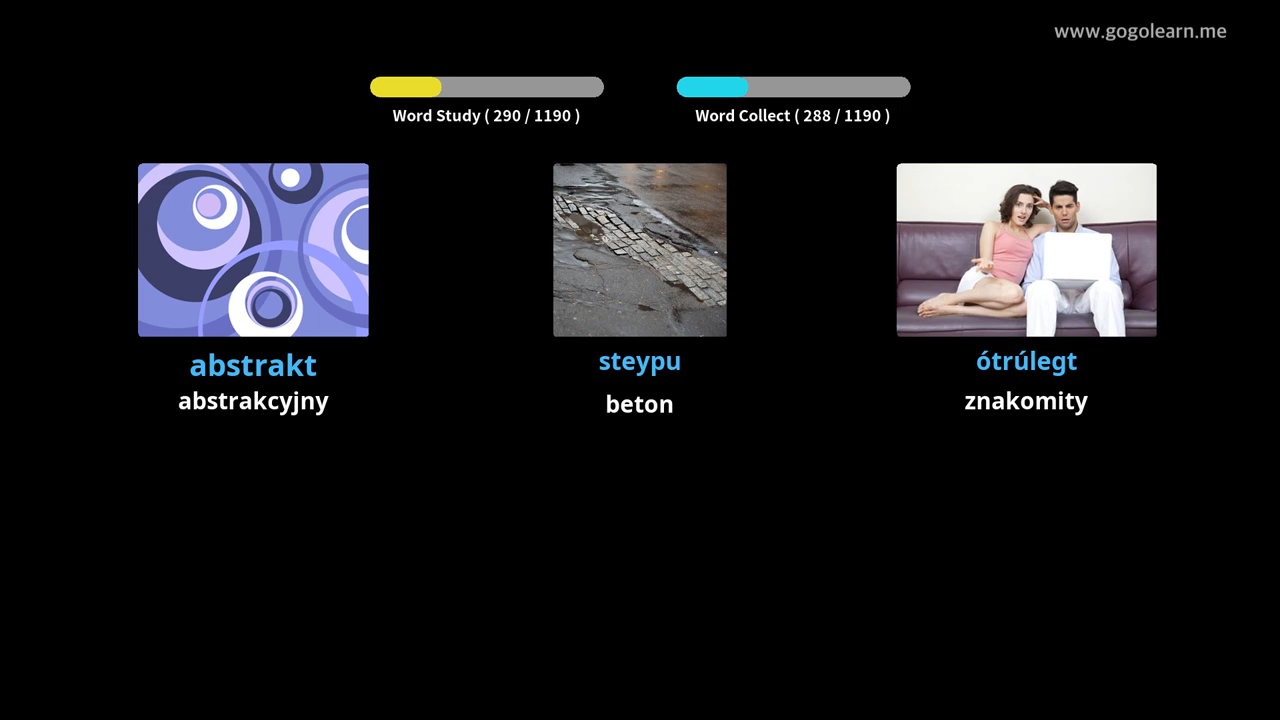 www.gogolearn.me
Word Study ( 290 / 1190 )
Word Collect ( 288 / 1190 )
abstrakt
abstrakcyjny
steypu
beton
ótrúlegt
znakomity